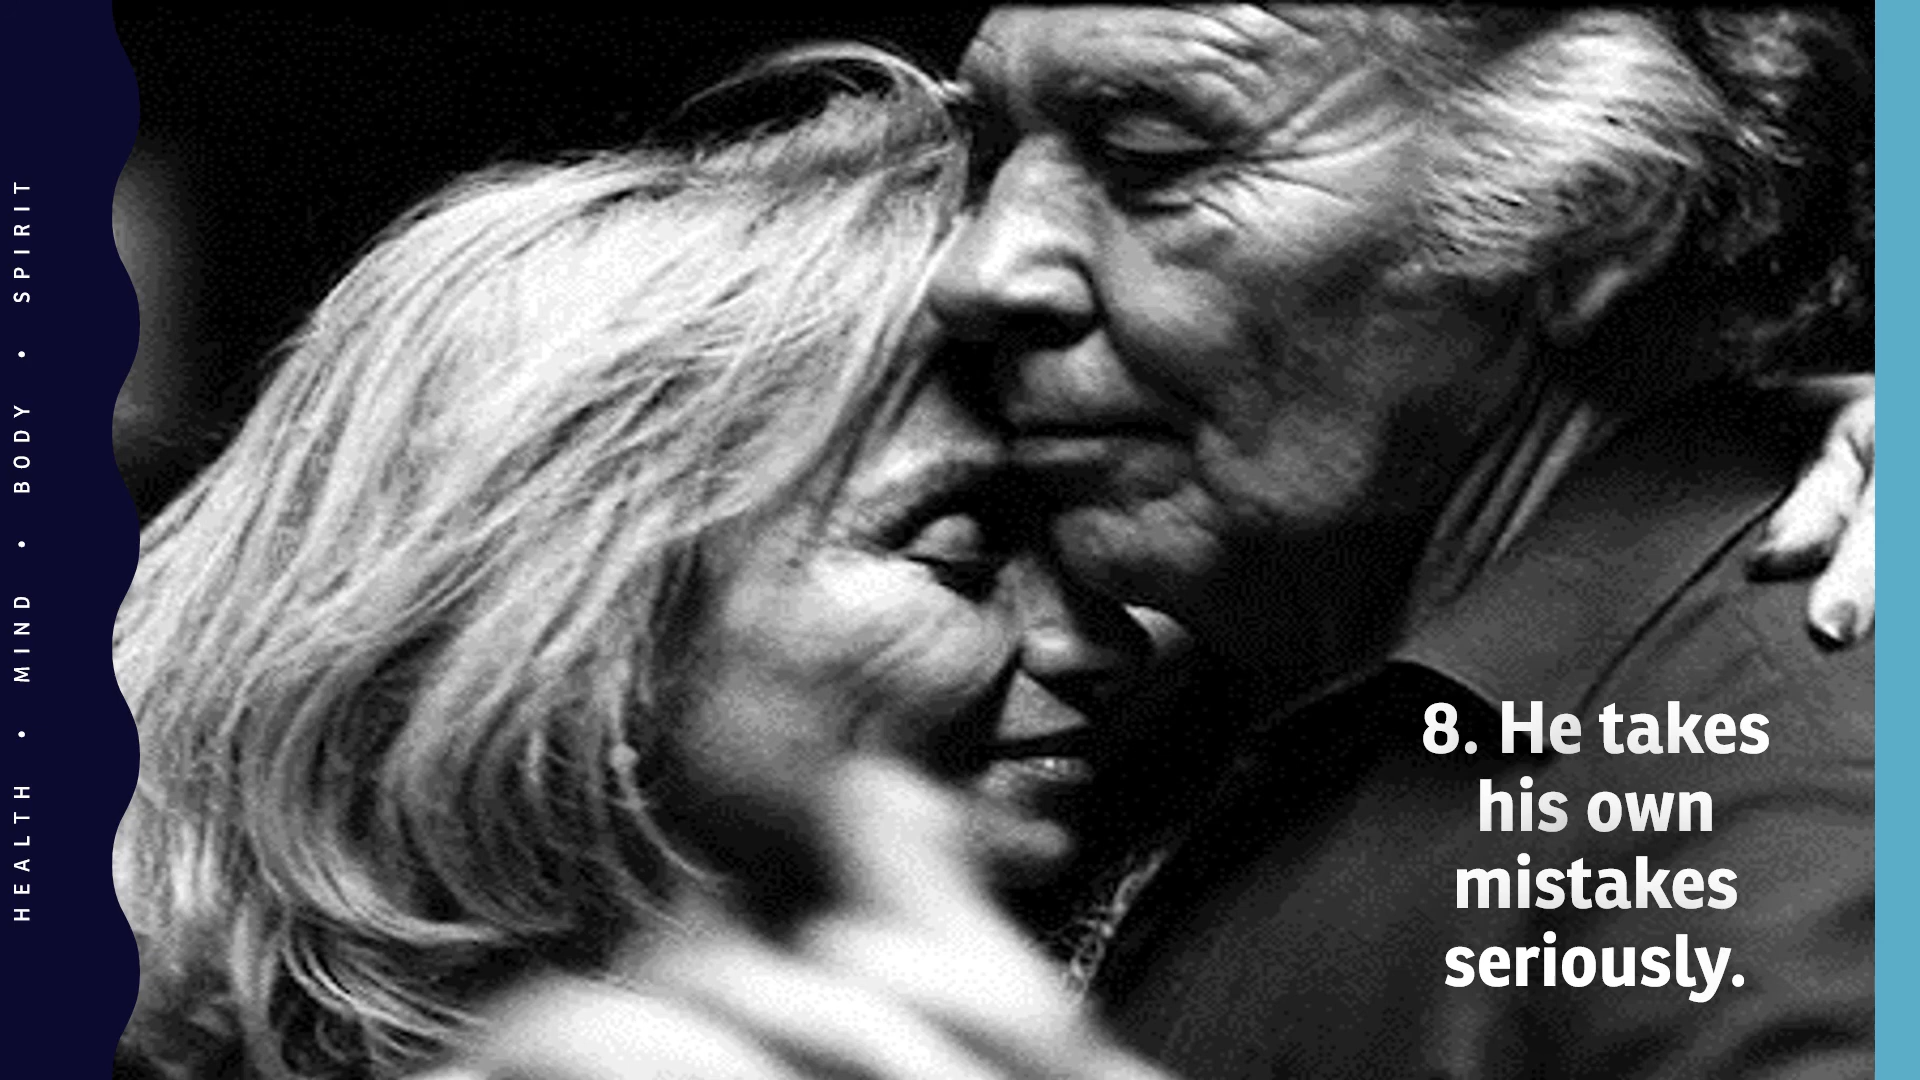 HEALTH • MIND • BODY • SPIRIT
8. He takes
his own
mistakes
seriously.